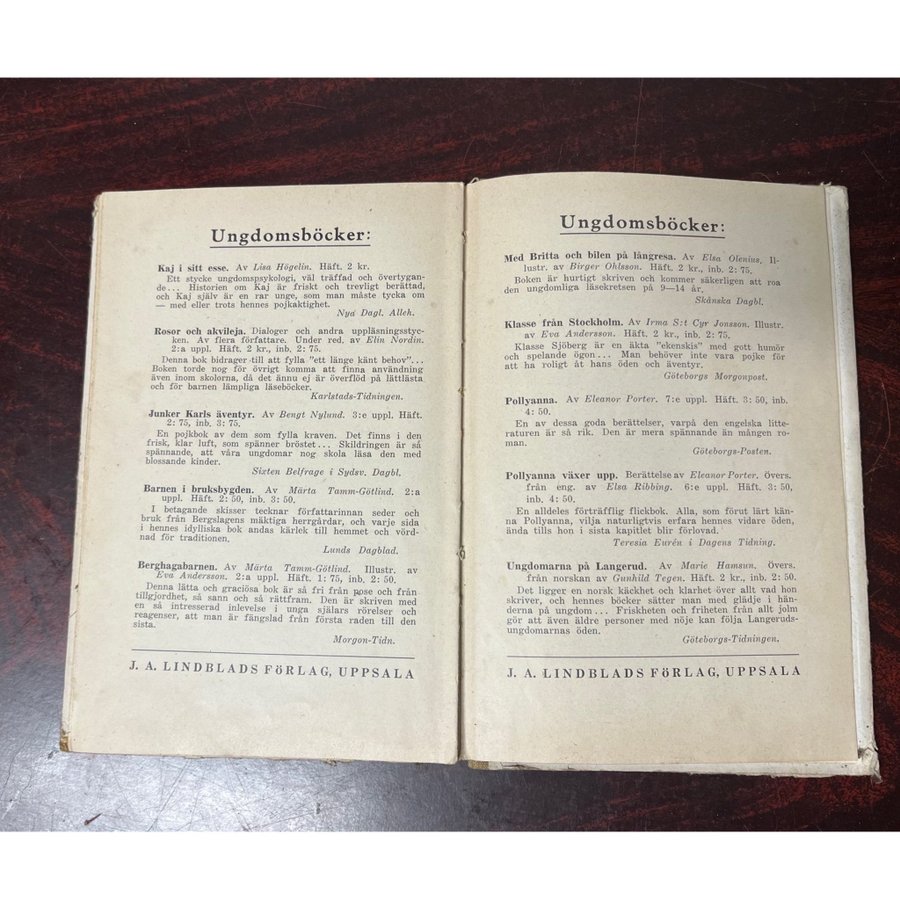 Ungdomsböcker:
Kaj i sitt esse. Av Lisa Högelin. Häft. 2 kr.
Ett stycke ungdomspsykologi, väl träffad och övertygan-
de... Historien om Kaj är friskt och trevligt berättad,
och Kaj själv är en rar unge, som man måste tycka om
— med eller trots hennes pojkaktighet.
Nya Dagl. Alleh.
Rosor och akvileja. Dialoger och andra uppläsningsstyc-
ken. Av flera författare. Under red. av Elin Nordin.
2:a uppl. Häft. 2 kr., inb. 2: 75.
Denna bok bidrager till att fylla "ett länge känt behov"...
Boken torde nog för övrigt komma att finna användning
även inom skolorna, då det ännu ej är överflöd på lättlästa
och för barnen lämpliga läseböcker.
Karlstads-Tidningen.
Junker Karls äventyr. Av Bengt Nylund. 3:e uppl. Häft.
2: 75, inb. 3: 75.
En pojkbok av dem som fylla kraven. Det finns i den
frisk, klar luft, som spänner bröstet... Skildringen är så
spännande, att våra ungdomar nog skola läsa den med
blossande kinder.
Sixten Belfrage i Sydsv. Dagbl.
Barnen i bruksbygden. Av Märta Tamm-Götlind. 2:a
uppl. Häft. 2: 50, inb. 3: 50.
I betagande skisser tecknar författarinnan seder och
bruk från Bergslagens mäktiga herrgårdar, och varje sida
i hennes idylliska bok andas kärlek till hemmet och vörd-
nad för traditionen.
Lunds Dagblad.
Berghagabarnen. Av Märta Tamm-Götlind. Illustr. av
Eva Andersson. 2:a uppl. Häft. 1: 75, inb. 2: 50.
Denna lätta och graciösa bok är så fri från pose och från
tillgjordhet, så sann och så rättfram. Den är skriven med
en så intresserad inlevelse i unga själars rörelser och
reagenser, att man är fängslad från första raden till den
sista.
Morgon-Tidn.
J. A. LINDBLADS FÖRLAG, UPPSALA
Ungdomsböcker:
Med Britta och bilen på långresa. Av Elsa Olenius. Il-
lustr. av Birger Ohlsson. Häft. 2 kr., inb. 2: 75.
Boken är hurtigt skriven och kommer säkerligen att roa
den ungdomliga läsekretsen på 9—14 år.
Skånska Dagbl.
Klasse från Stockholm. Av Irma S:t Cyr Jonsson. Illustr.
av Eva Andersson. Häft. 2 kr., inb. 2: 75.
Klasse Sjöberg är en äkta "ekenskis" med gott humör
och spelande ögon... Man behöver inte vara pojke för
att ha roligt åt hans öden och äventyr.
Göteborgs Morgonpost.
Pollyanna. Av Eleanor Porter. 7:e uppl. Häft. 3: 50, inb.
4: 50.
En av dessa goda berättelser, varpå den engelska litte-
raturen är så rik. Den är mera spännande än mången ro-
man.
Göteborgs-Posten.
Pollyanna växer upp. Berättelse av Eleanor Porter, övers.
från eng. av Elsa Ribbing. 6:e uppl. Häft. 3: 50,
inb. 4: 50.
En alldeles förträfflig flickbok. Alla, som förut lärt kän-
na Pollyanna, vilja naturligtvis erfara hennes vidare öden,
ända tills hon i sista kapitlet blir förlovad.
Teresia Eurén i Dagens Tidning.
Ungdomarna på Langerud. Av Marie Hamsun. Övers.
från norskan av Gunhild Tegen. Häft. 2 kr., inb. 2: 50.
Det ligger en norsk käckhet och klarhet över allt vad hon
skriver, och hennes böcker sätter man med glädje i hän-
derna på ungdom... Friskheten och friheten från allt jolm
gör att även äldre personer med nöje kan följa Langeruds-
ungdomarnas öden.
Göteborgs-Tidningen.
J. A. LINDBLADS FÖRLAG, UPPSALA